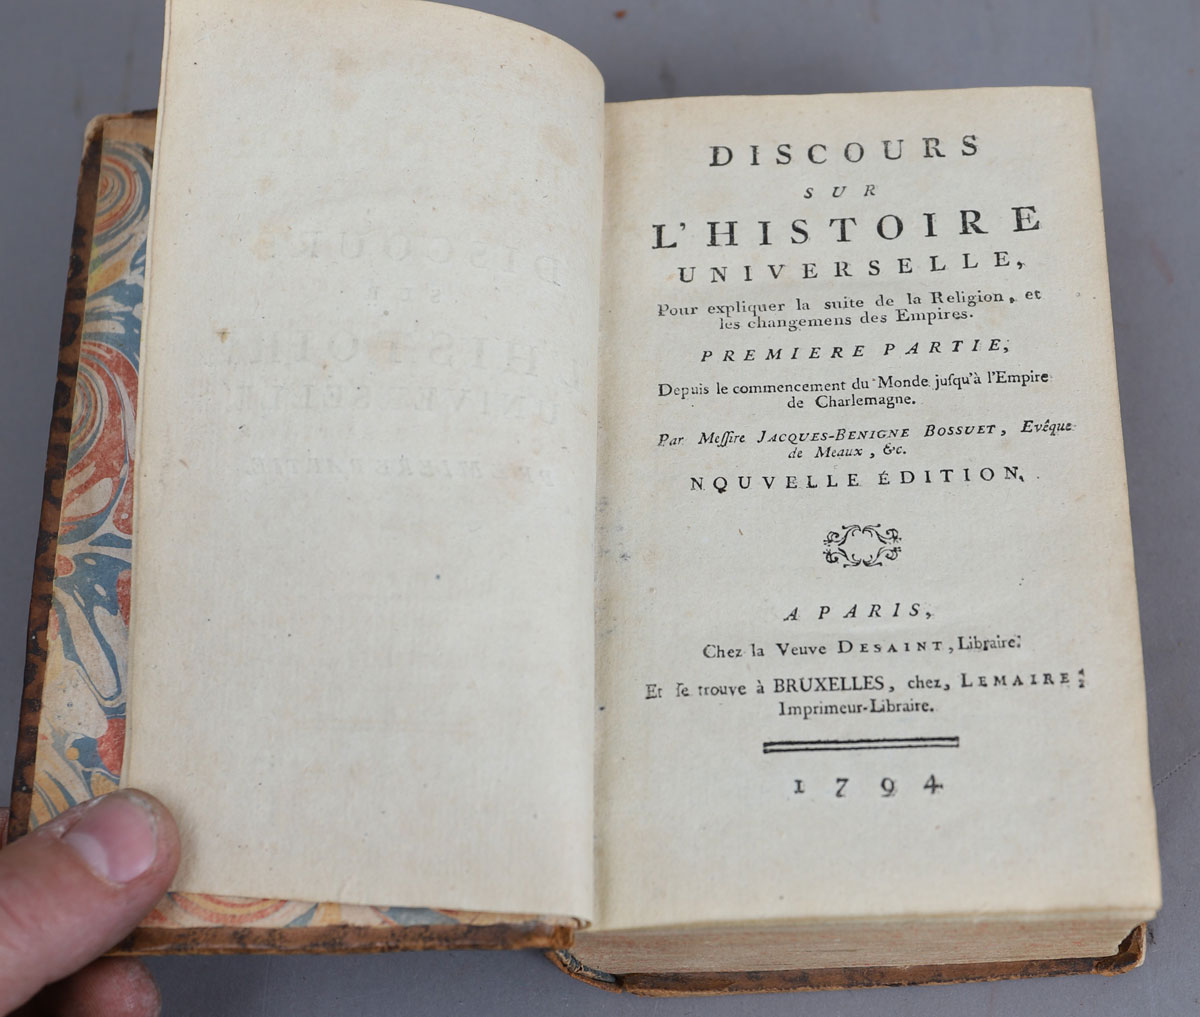 DISCOURS
SUR
L'HISTOIRE
UNIVERSELLE,
Pour expliquer la suite de la Religion, et
les changemens des Empires.
PREMIERE PARTIE,
Depuis le commencement du Monde jusqu'à l'Empire
de Charlemagne.
Par Messire JACQUES-BENIGNE BOSSUET, Evêque
de Meaux, &c.
NOUVELLE ÉDITION.
A PARIS,
Chez la Veuve DESAINT, Libraire.
Et se trouve à BRUXELLES, chez, LEMAIRE
Imprimeur-Libraire.
1794